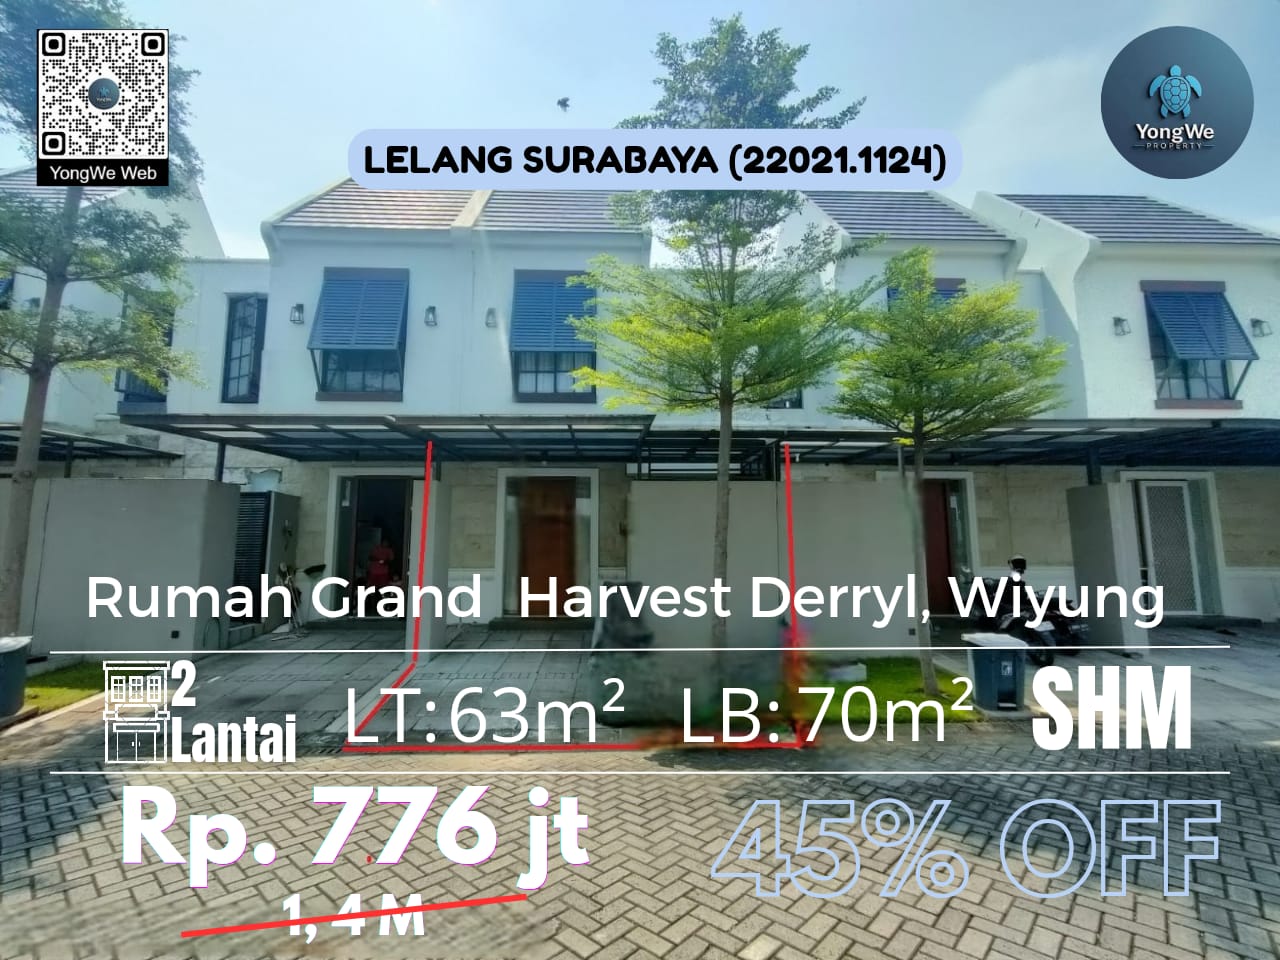 YongWe Web
YongWe
PROPERTY
LELANG SURABAYA (22021.1124)
Rumah Grand Harvest Derryl, Wiyung
2
Lantai
LT: 63m²
LB: 70m²
SHM
Rp. 776 jt
45% OFF
1, 4 M